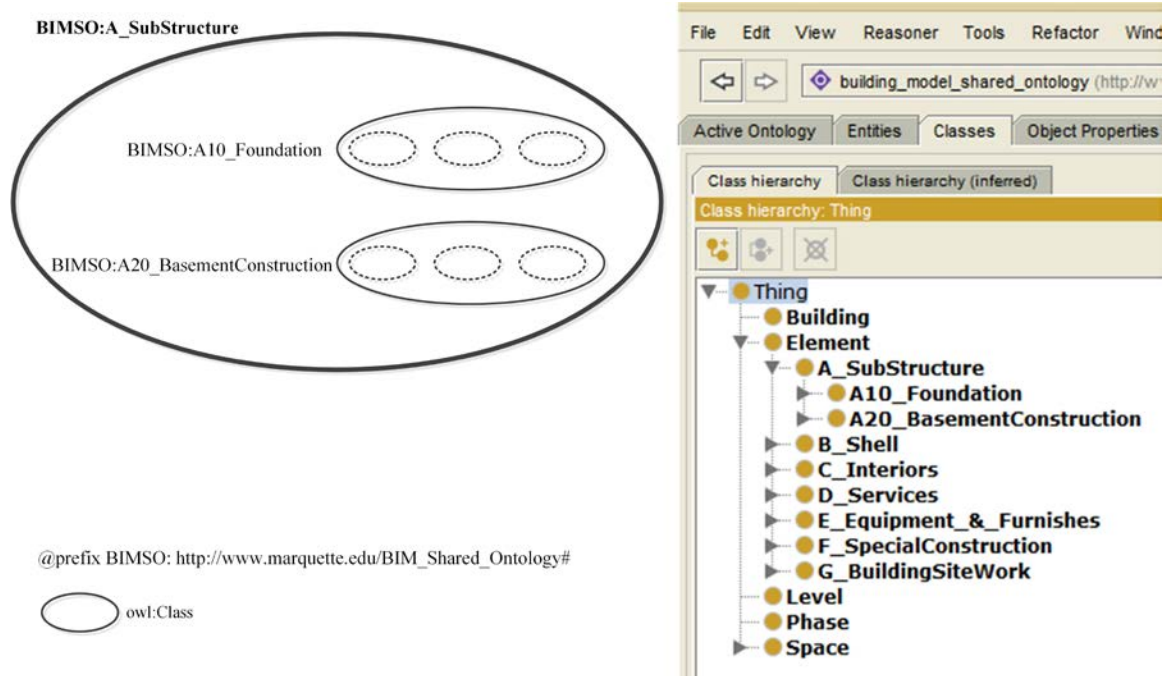 BIMSO:A_SubStructure
BIMSO:A10_Foundation
BIMSO:A20_BasementConstruction
@prefix BIMSO: http://www.marquette.edu/BIM_Shared_Ontology#
owl:Class
File Edit View Reasoner Tools Refactor
building_model_shared_ontology
Active Ontology Entities Classes Object Properties
Class hierarchy Class hierarchy (inferred)
Class hierarchy: Thing
Thing
Building
Element
A_SubStructure
A10_Foundation
A20_BasementConstruction
B_Shell
C_Interiors
D_Services
E_Equipment_&_Furnishes
F_SpecialConstruction
G_BuildingSiteWork
Level
Phase
Space